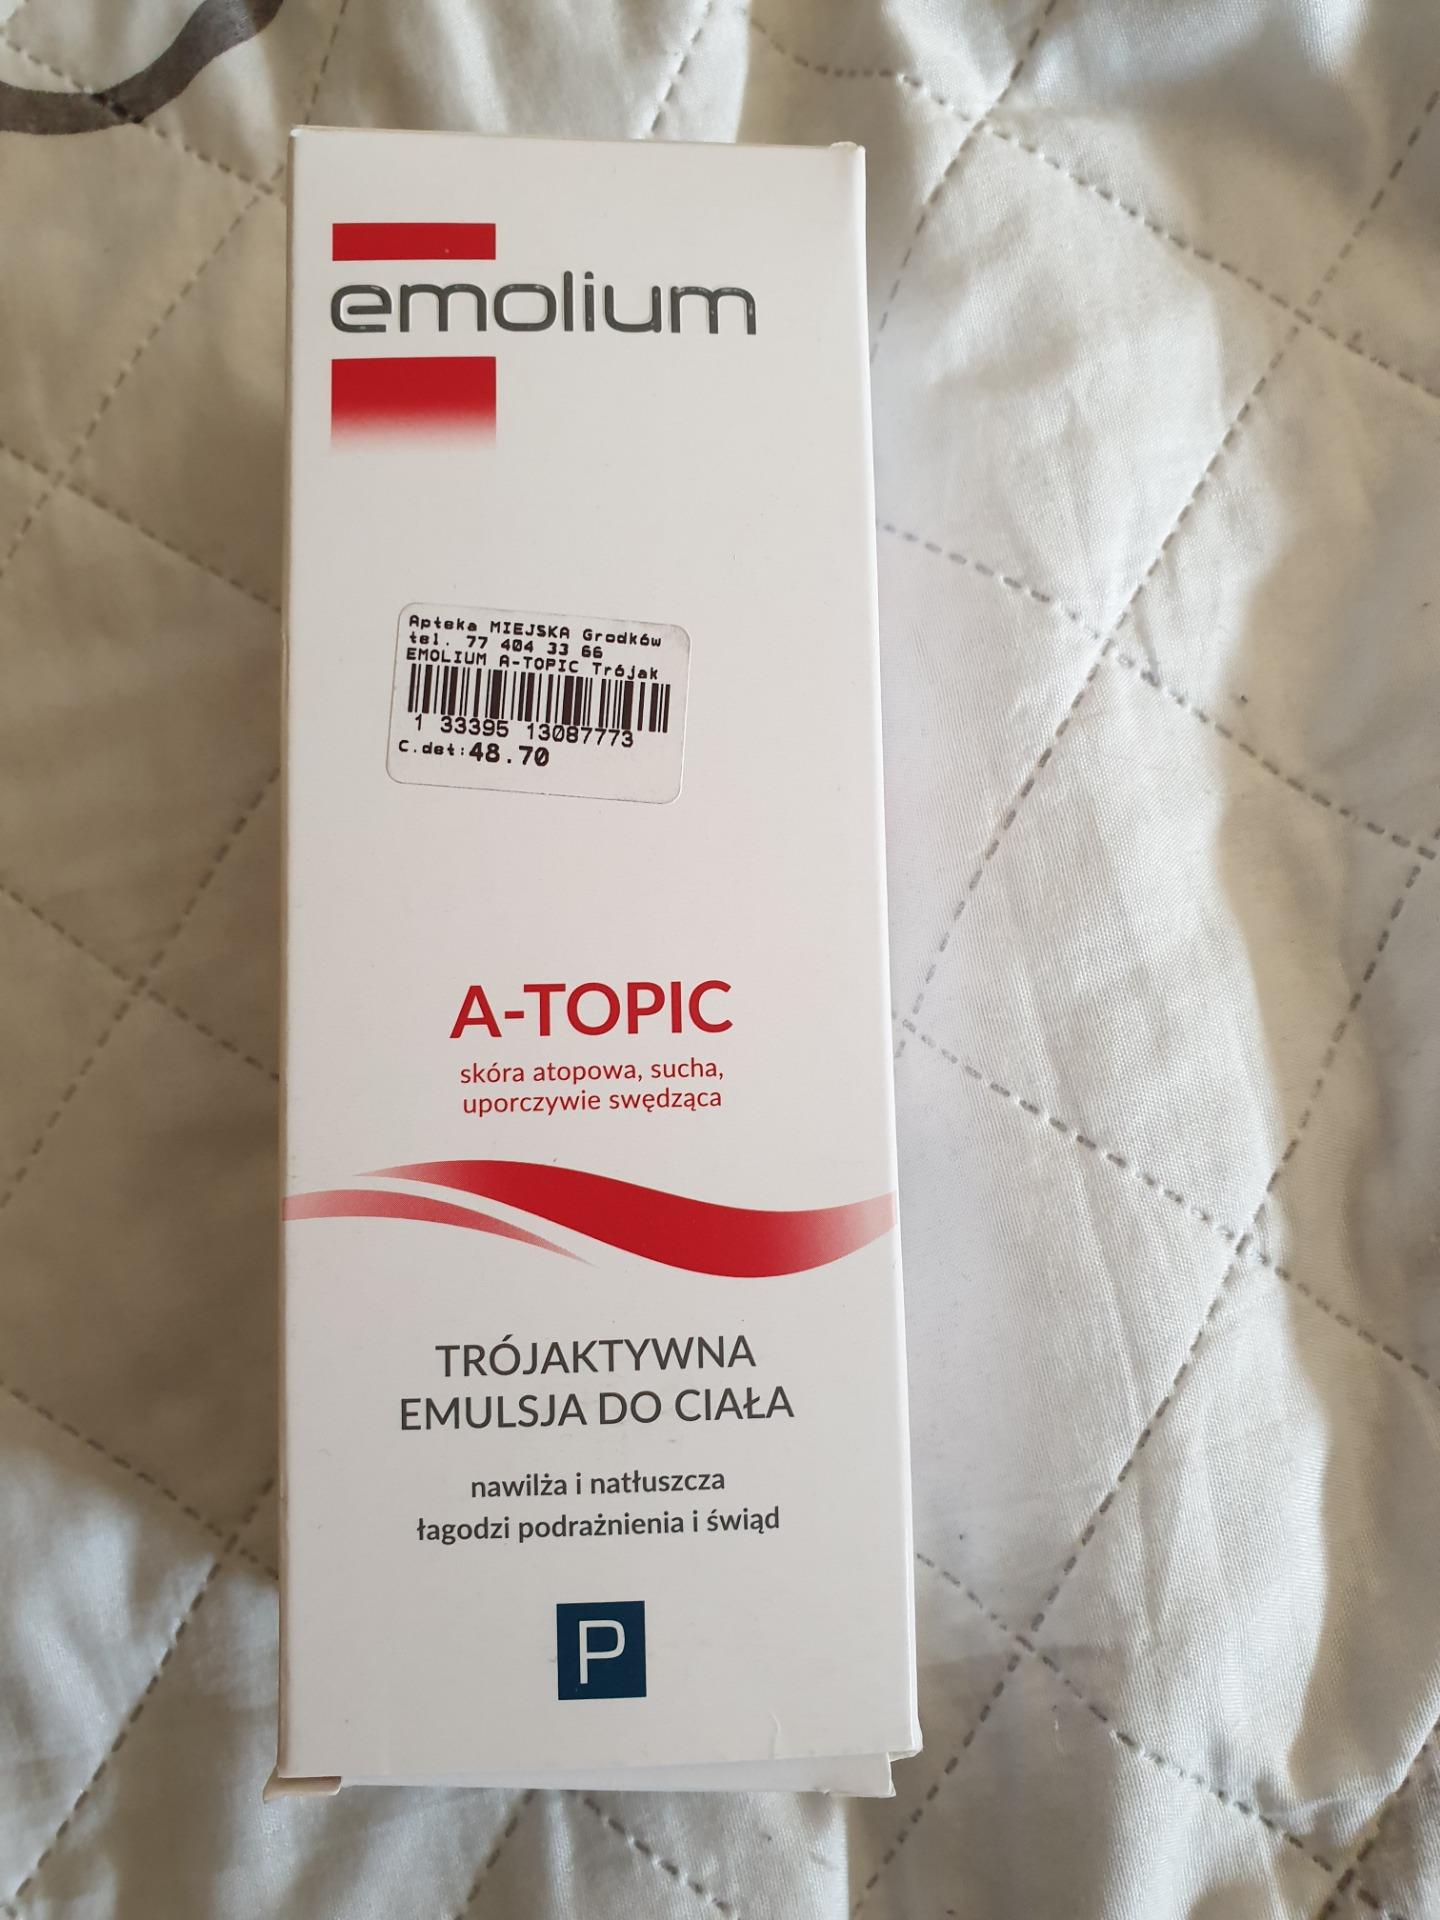 emolium
Apteka MIEJSKA Grodków
tel. 77 404 33 66
EMOLIUM A-TOPIC Trójak
1 33395 13087773
C.det:48.70
A-TOPIC
skóra atopowa, sucha,
uporczywie swędząca
TRÓJAKTYWNA
EMULSJA DO CIAŁA
nawilża i natłuszcza
łagodzi podrażnienia i świąd
P